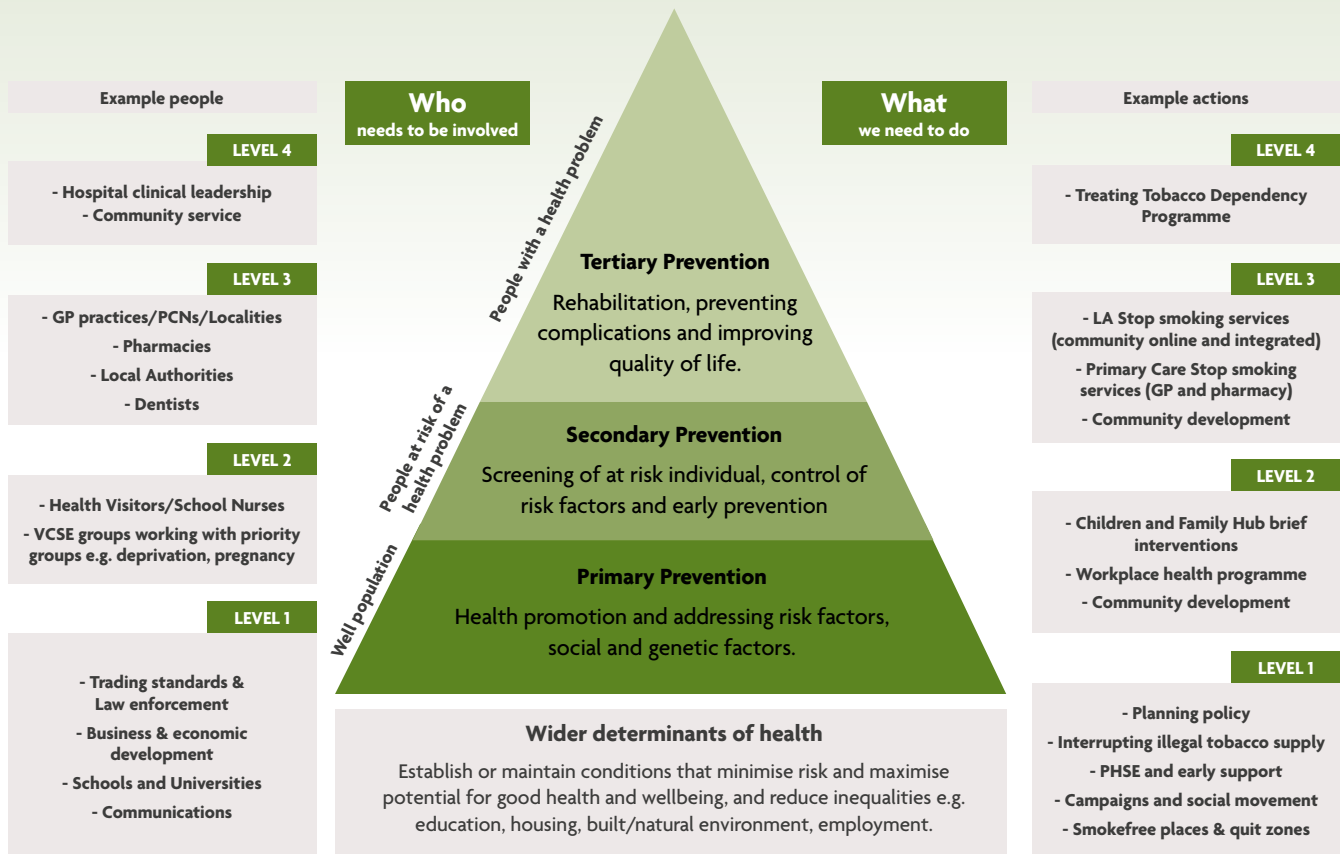 Example people
LEVEL 4
- Hospital clinical leadership
- Community service
LEVEL 3
- GP practices/PCNs/Localities
- Pharmacies
- Local Authorities
- Dentists
LEVEL 2
- Health Visitors/School Nurses
- VCSE groups working with priority
groups e.g. deprivation, pregnancy
LEVEL 1
- Trading standards &
Law enforcement
- Business & economic
development
- Schools and Universities
- Communications
Who
needs to be involved
People with a health problem
People at risk of a
health problem
Well population
Tertiary Prevention
Rehabilitation, preventing
complications and improving
quality of life.
Secondary Prevention
Screening of at risk individual, control of
risk factors and early prevention
Primary Prevention
Health promotion and addressing risk factors,
social and genetic factors.
Wider determinants of health
Establish or maintain conditions that minimise risk and maximise
potential for good health and wellbeing, and reduce inequalities e.g.
education, housing, built/natural environment, employment.
What
we need to do
Example actions
LEVEL 4
- Treating Tobacco Dependency
Programme
LEVEL 3
- LA Stop smoking services
(community online and integrated)
- Primary Care Stop smoking
services (GP and pharmacy)
- Community development
LEVEL 2
- Children and Family Hub brief
interventions
- Workplace health programme
- Community development
LEVEL 1
- Planning policy
- Interrupting illegal tobacco supply
- PHSE and early support
- Campaigns and social movement
- Smokefree places & quit zones